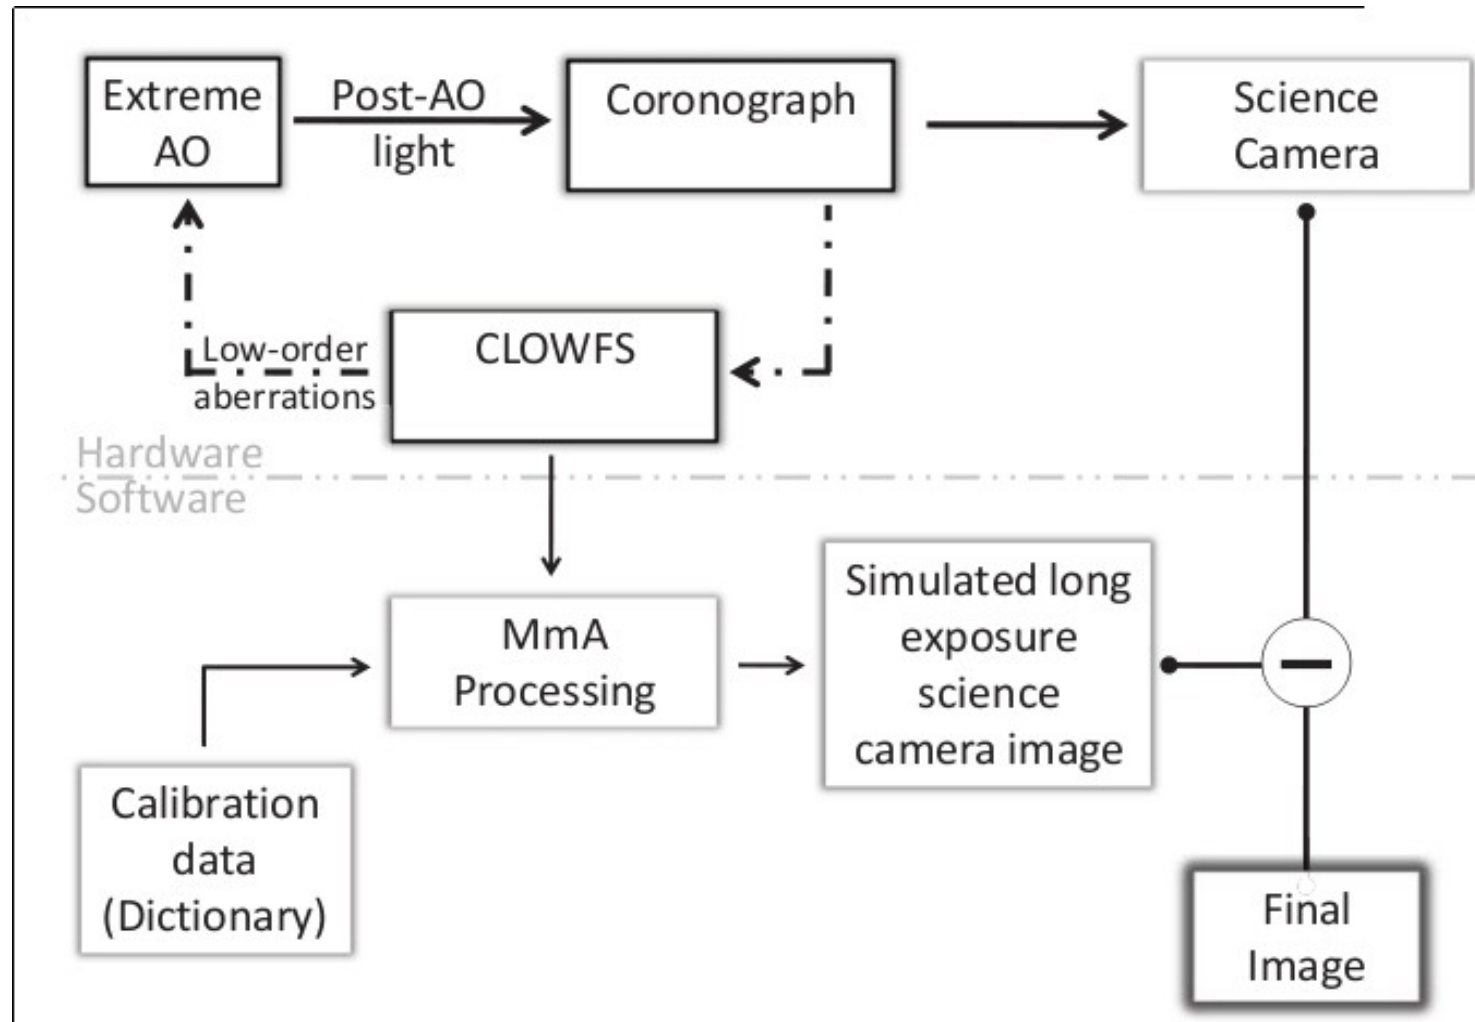 Extreme
AO
Post-AO
light
Coronograph
Science
Camera
CLOWFS
Low-order
aberrations
Hardware
Software
MmA
Processing
Simulated long
exposure
science
camera image
Calibration
data
(Dictionary)
Final
Image